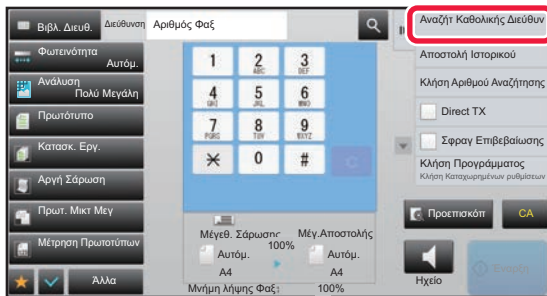 Βιβλ. Διευθ.
Διεύθυνση
Αριθμός Φαξ
Φωτεινότητα
Αυτόμ.
Ανάλυση
Πολύ Μεγάλη
Πρωτότυπο
Κατασκ. Εργ.
Αργή Σάρωση
Πρωτ. Μικτ Μεγ
Μέτρηση Πρωτοτύπων
Άλλα
1 2 3
ABC DEF
4 5 6
GHI JKL MNO
7 8 9
PQRS TUV WXYZ
0 #
C
Μέγεθ. Σάρωσης
Μέγ.Αποστολής
100%
Αυτόμ.
Αυτόμ.
A4
A4
Μνήμη λήψης Φαξ:
100%
Αναζήτ Καθολικής Διεύθυν
Αποστολή Ιστορικού
Κλήση Αριθμού Αναζήτησης
Direct TX
Σφραγ Επιβεβαίωσης
Κλήση Προγράμματος
Κλήση Καταχωρημένων ρυθμίσεων
Προεπισκόπ
CA
Ηχείο
Έναρξη